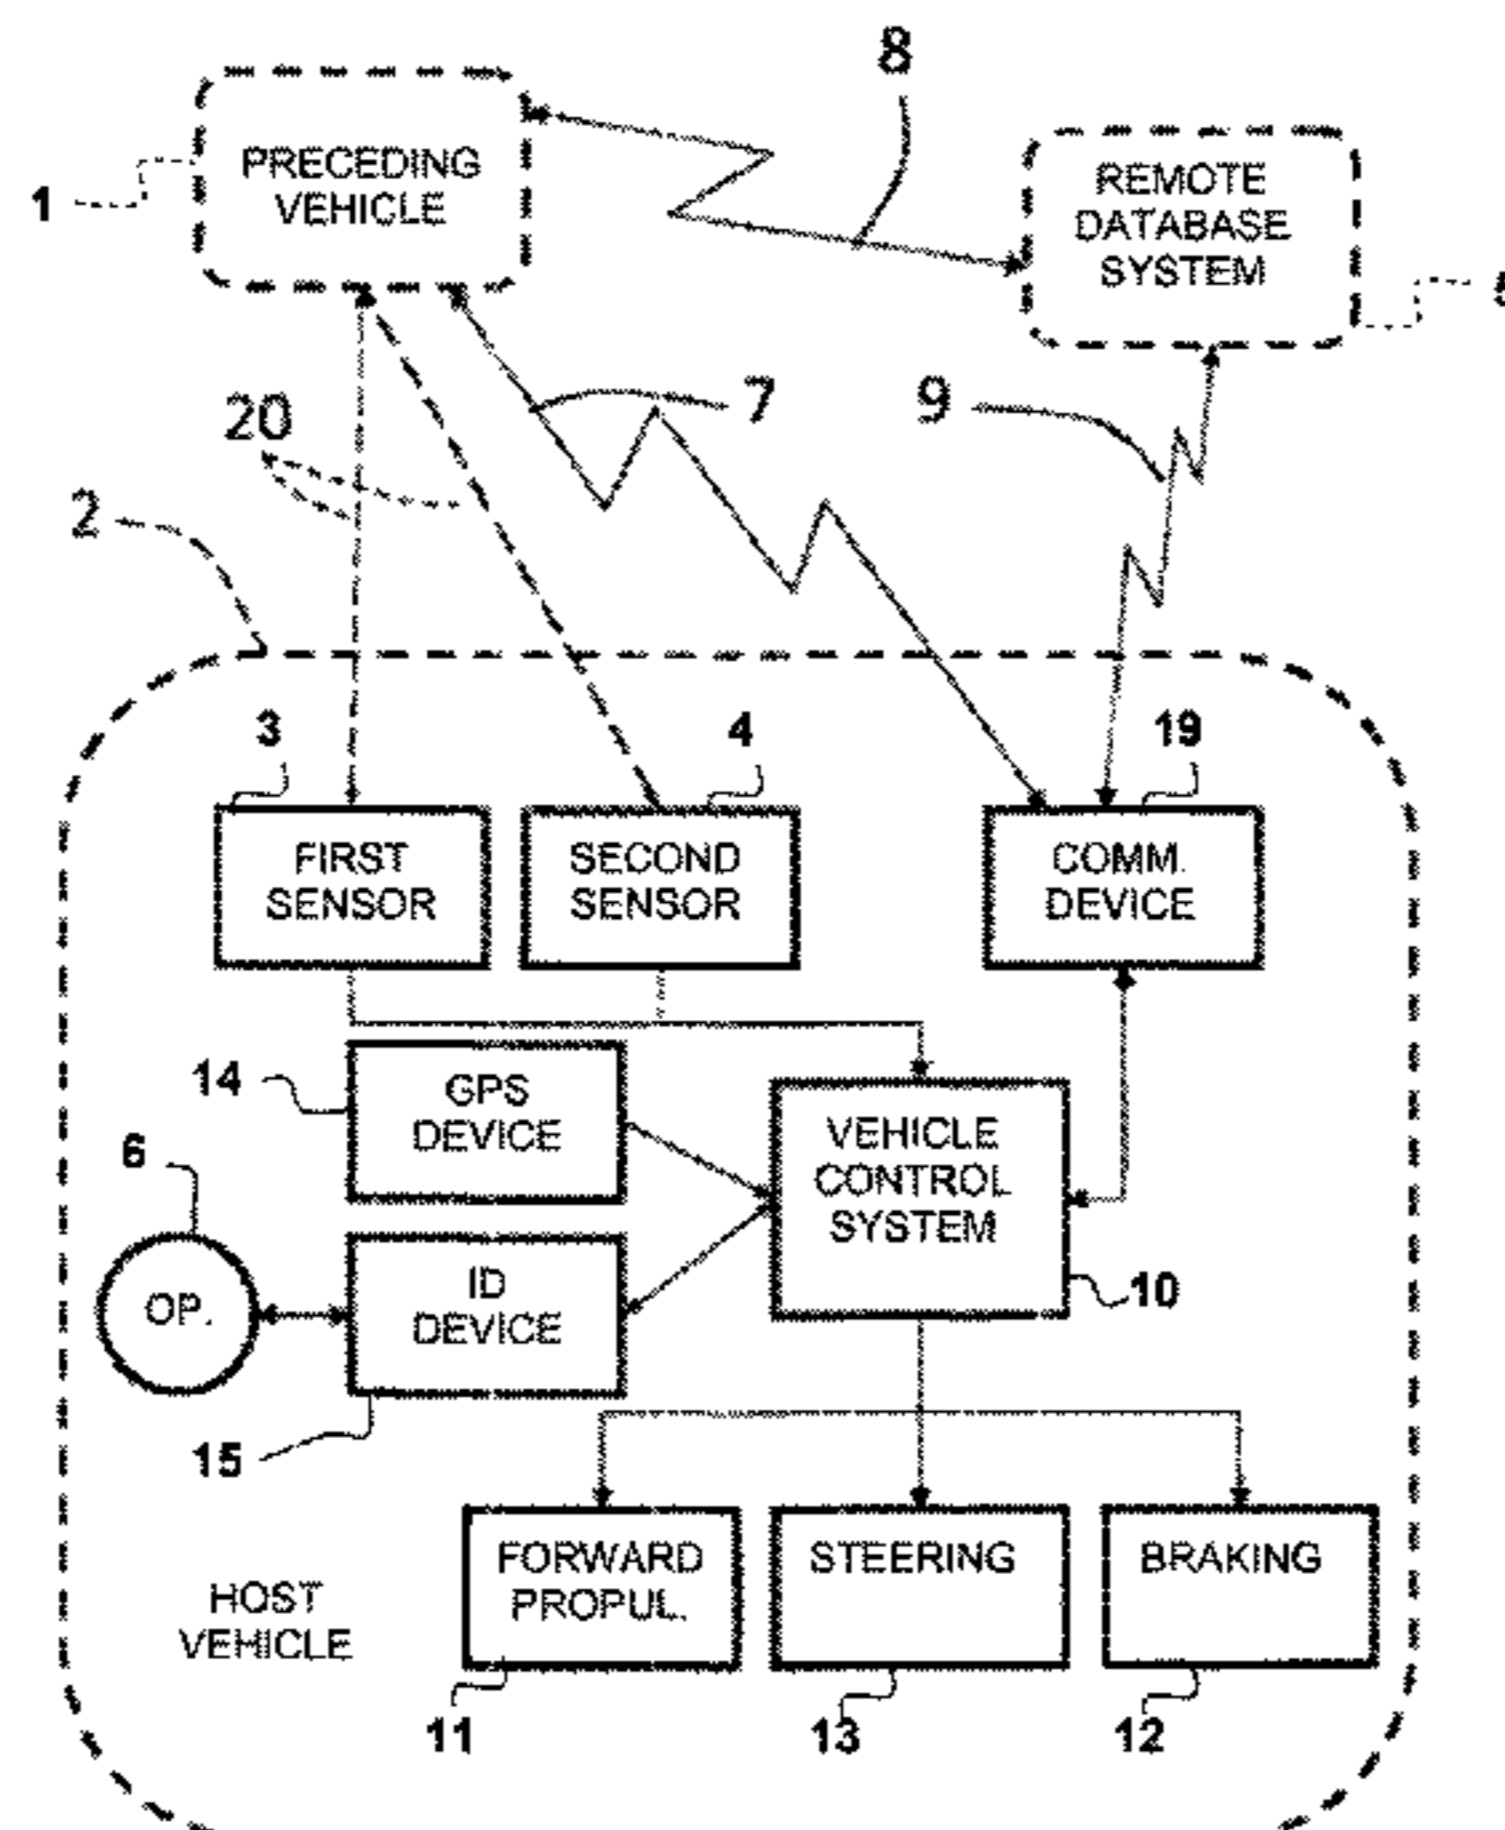 8
PRECEDING
VEHICLE
1
REMOTE
DATABASE
SYSTEM
7
9
20
2
3
4
19
FIRST
SENSOR
SECOND
SENSOR
COMM.
DEVICE
14
GPS
DEVICE
VEHICLE
CONTROL
SYSTEM
6
OP.
ID
DEVICE
10
15
FORWARD
PROPUL.
STEERING
BRAKING
HOST
VEHICLE
11
13
12